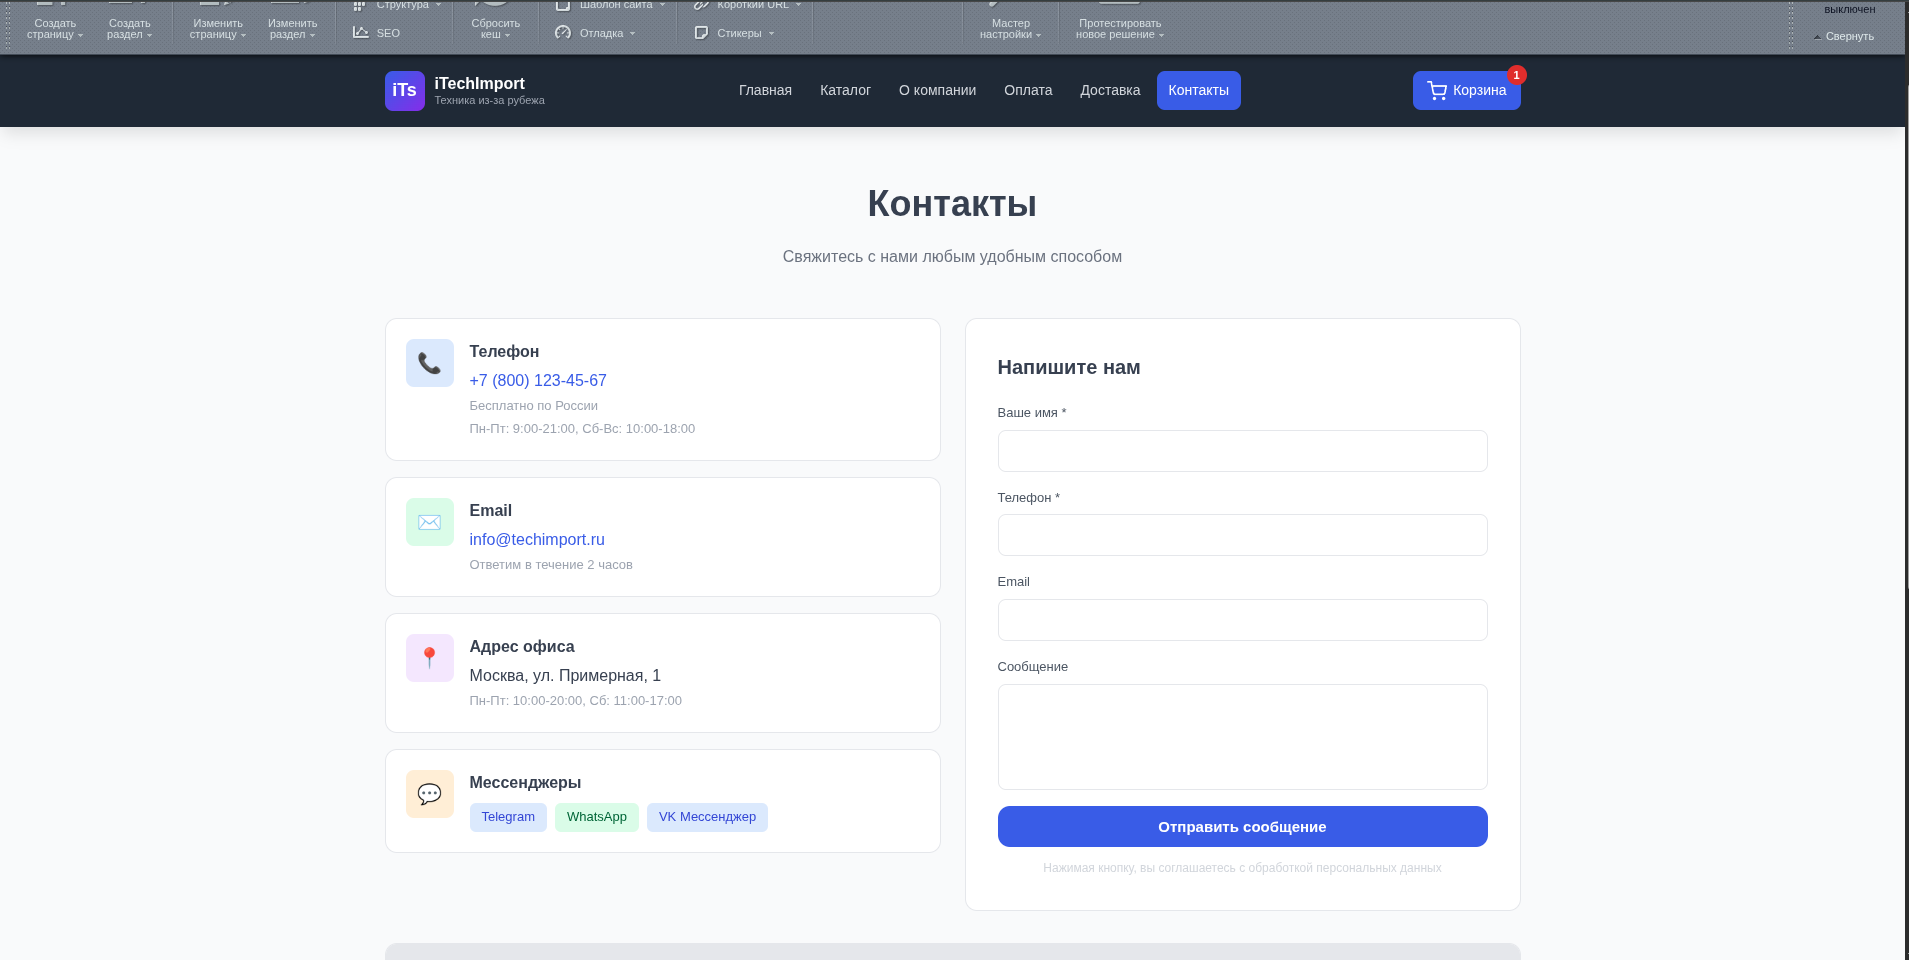 Структура
Шаблон сайта
Короткий URL
выключен
Создать страницу
Создать раздел
Изменить страницу
Изменить раздел
SEO
Сбросить кеш
Отладка
Стикеры
Мастер настройки
Протестировать новое решение
Свернуть
iTs
iTechImport
Техника из-за рубежа
Главная
Каталог
О компании
Оплата
Доставка
Контакты
Корзина
1
Контакты
Свяжитесь с нами любым удобным способом
Телефон
+7 (800) 123-45-67
Бесплатно по России
Пн-Пт: 9:00-21:00, Сб-Вс: 10:00-18:00
Email
info@techimport.ru
Ответим в течение 2 часов
Адрес офиса
Москва, ул. Примерная, 1
Пн-Пт: 10:00-20:00, Сб: 11:00-17:00
Мессенджеры
Telegram
WhatsApp
VK Мессенджер
Напишите нам
Ваше имя *
Телефон *
Email
Сообщение
Отправить сообщение
Нажимая кнопку, вы соглашаетесь с обработкой персональных данных